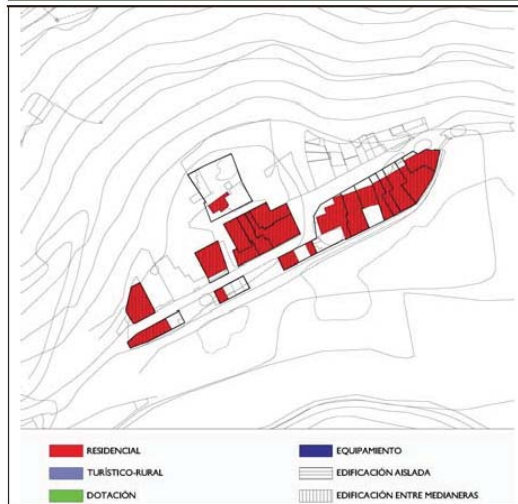 RESIDENCIAL
TURÍSTICO-RURAL
DOTACIÓN
EQUIPAMIENTO
EDIFICACIÓN AISLADA
EDIFICACIÓN ENTRE MEDIANERAS